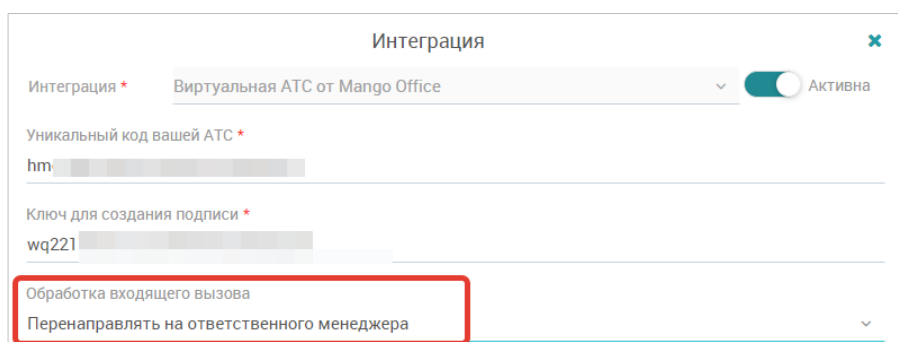 Интеграция
Интеграция * Виртуальная АТС от Mango Office Активна
Уникальный код вашей АТС *
hm
Ключ для создания подписи *
wq221
Обработка входящего вызова
Перенаправлять на ответственного менеджера